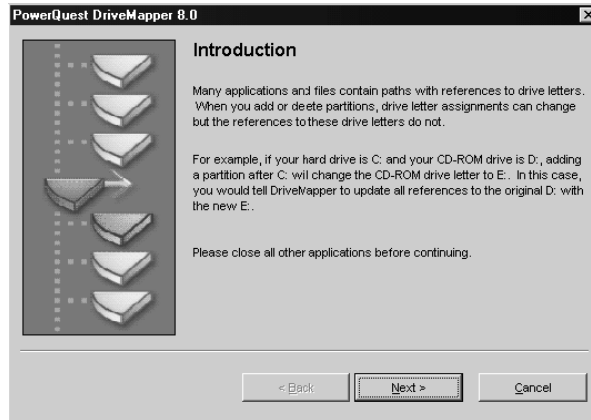 PowerQuest DriveMapper 8.0
Introduction
Many applications and files contain paths with references to drive letters.
When you add or delete partitions, drive letter assignments can change
but the references to these drive letters do not.
For example, if your hard drive is C: and your CD-ROM drive is D:, adding
a partition after C: will change the CD-ROM drive letter to E:. In this case,
you would tell DriveMapper to update all references to the original D: with
the new E:.
Please close all other applications before continuing.
< Back
Next >
Cancel